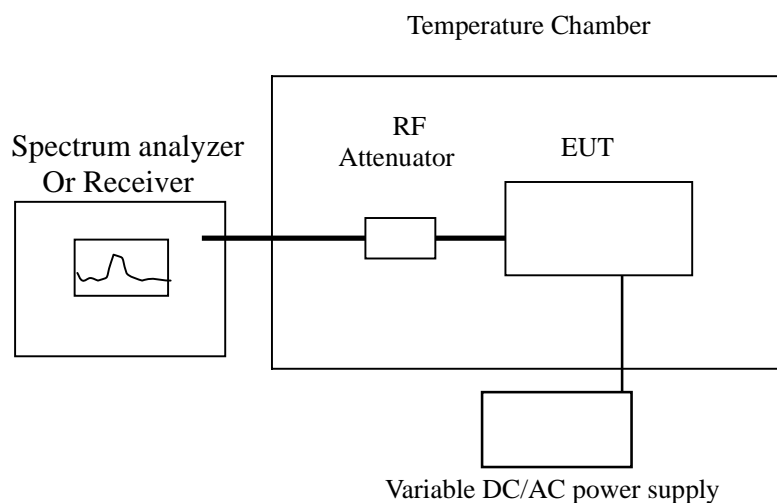 Temperature Chamber
RF
Attenuator
EUT
Spectrum analyzer
Or Receiver
Variable DC/AC power supply